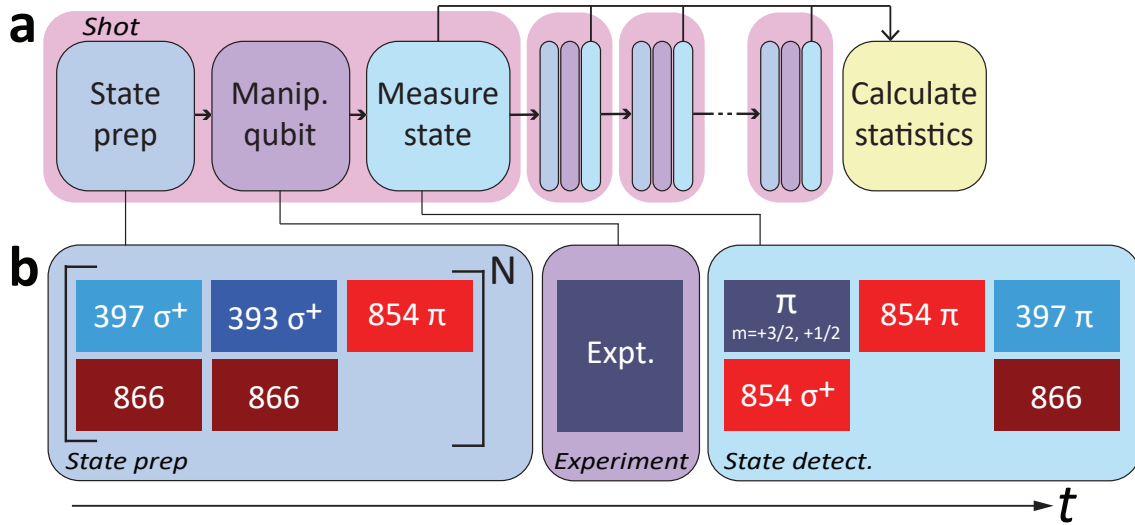 a
Shot
State
prep
Manip.
qubit
Measure
state
Calculate
statistics
b
N
397 σ⁺
393 σ⁺
854 π
866
866
State prep
Expt.
Experiment
π
m=+3/2, +1/2
854 π
397 π
854 σ⁺
866
State detect.
t